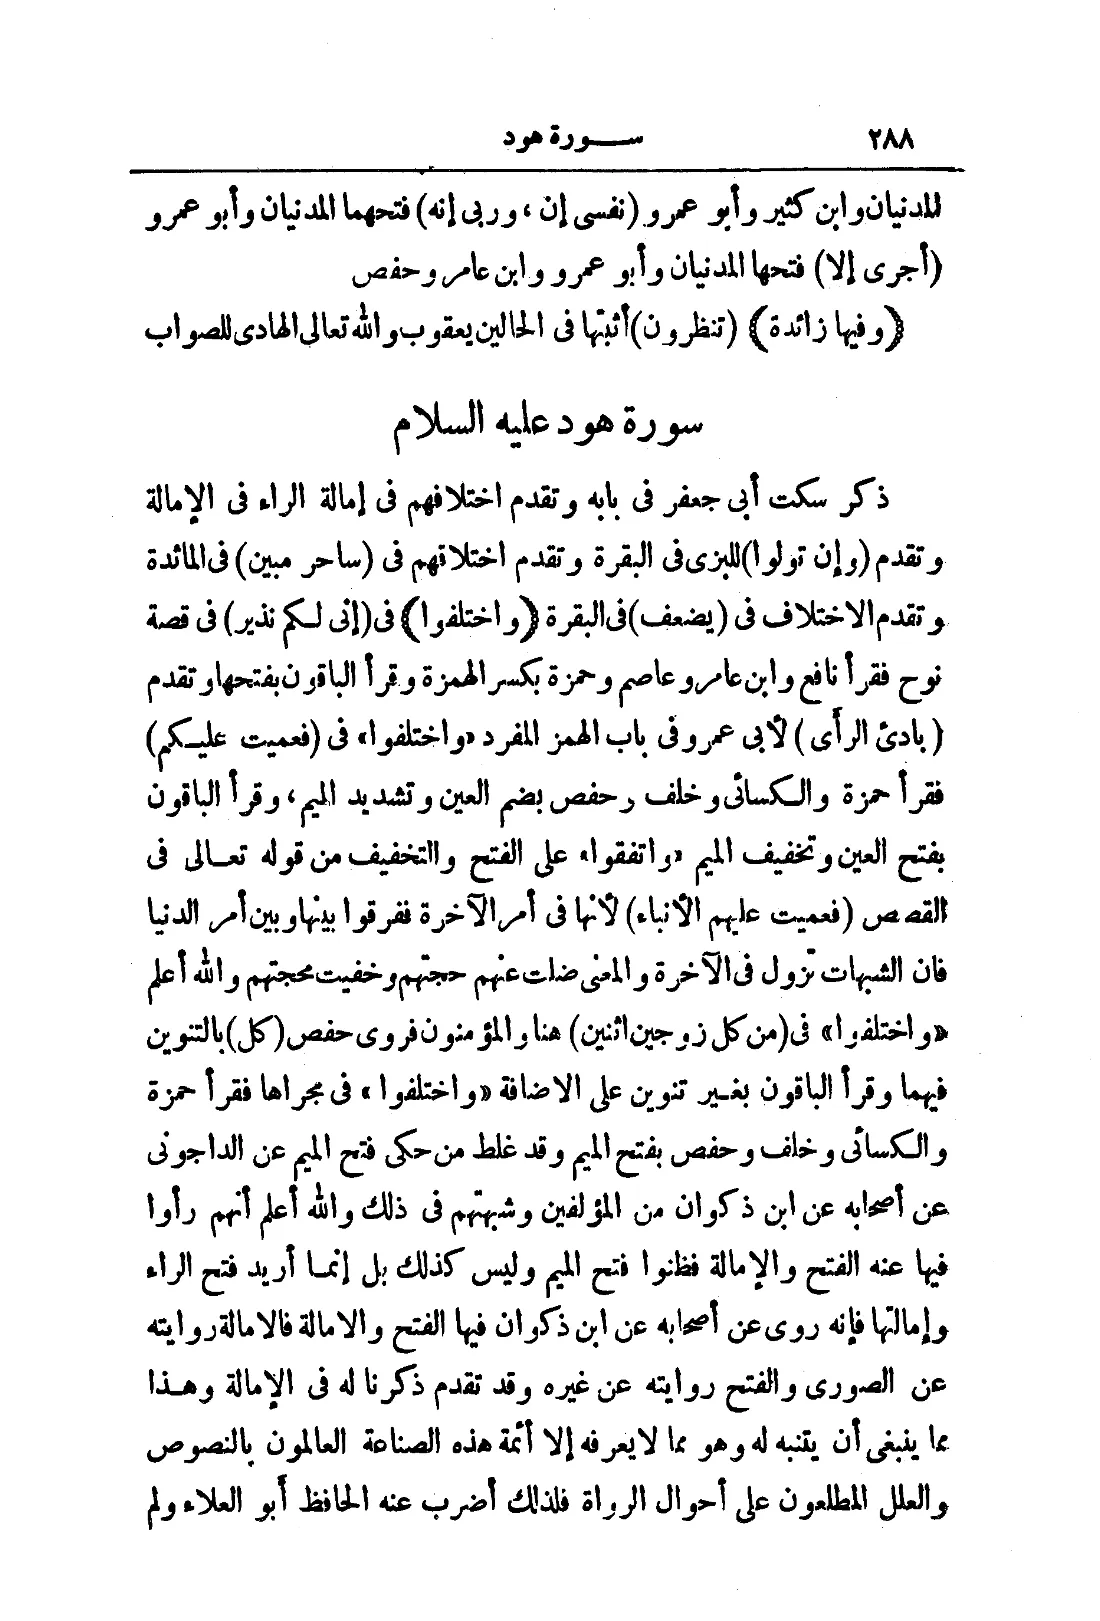 ٢٨٨ ســـورة هود
المدنيان وابن كثير وأبو عمرو (نفسى إن ، وربى إنه) فتحهما المدنيان وأبو عمرو
(أجرى إلا) فتحها المدنيان وأبو عمرو وابن عامر وحفص
﴿وفيها زائدة﴾ (تنظرون) أثبتها فى الحالين يعقوب والله تعالى الهادى للصواب
سورة هود عليه السلام
ذكر سكت أبى جعفر فى بابه وتقدم اختلافهم فى إمالة الراء فى الإمالة
وتقدم (وإن تولوا) للبزى فى البقرة وتقدم اختلاتهم فى (ساحر مبين) فى المائدة
وتقدم الاختلاف فى (يضعف) فى البقرة ﴿واختلفوا﴾ فى (إنى لـكم نذير) فى قصة
نوح فقرأ نافع وابن عامر وعاصم وحمزة بكسر الهمزة وقرأ الباقون بفتحها وتقدم
(بادئ الرأى) لأبى عمرو فى باب الهمز المفرد «واختلفوا» فى (فعميت عليـكم)
فقرأ حمزة والـكسائى وخلف وحفص بضم العين وتشديد الميم ، وقرأ الباقون
بفتح العين وتخفيف الميم «واتفقوا» على الفتح والتخفيف من قوله تعــالى فى
القصص (فعميت عليهم الأنباء) لأنها فى أمر الآخرة ففرقوا بينها وبين أمر الدنيا
فان الشبهات تزول فى الآخرة والمعنى ضلت عنهم حجتهم وخفيت محجتهم والله أعلم
«واختلفوا» فى (من كل زوجين اثنين) هنا والمؤمنون فروى حفص (كل) بالتنوين
فيهما وقرأ الباقون بغـير تنوين على الاضافة «واختلفوا» فى مجراها فقرأ حمزة
والـكسائى وخلف وحفص بفتح الميم وقد غلط من حكى فتح الميم عن الداجونى
عن أصحابه عن ابن ذكوان من المؤلفين وشبهتهم فى ذلك والله أعلم أنهم رأوا
فيها عنه الفتح والإمالة فظنوا فتح الميم وليس كذلك بل إنمـا أريد فتح الراء
وإمالتها فإنه روى عن أصحابه عن ابن ذكوان فيها الفتح والامالة فالامالة روايته
عن الصورى والفتح روايته عن غيره وقد تقدم ذكرنا له فى الإمالة وهـذا
مما ينبغى أن يتنبه له وهو مما لا يعرفه إلا أئمة هذه الصناعة العالمون بالنصوص
والعلل المطلعون على أحوال الرواة فلذلك أضرب عنه الحافظ أبو العلاء ولم